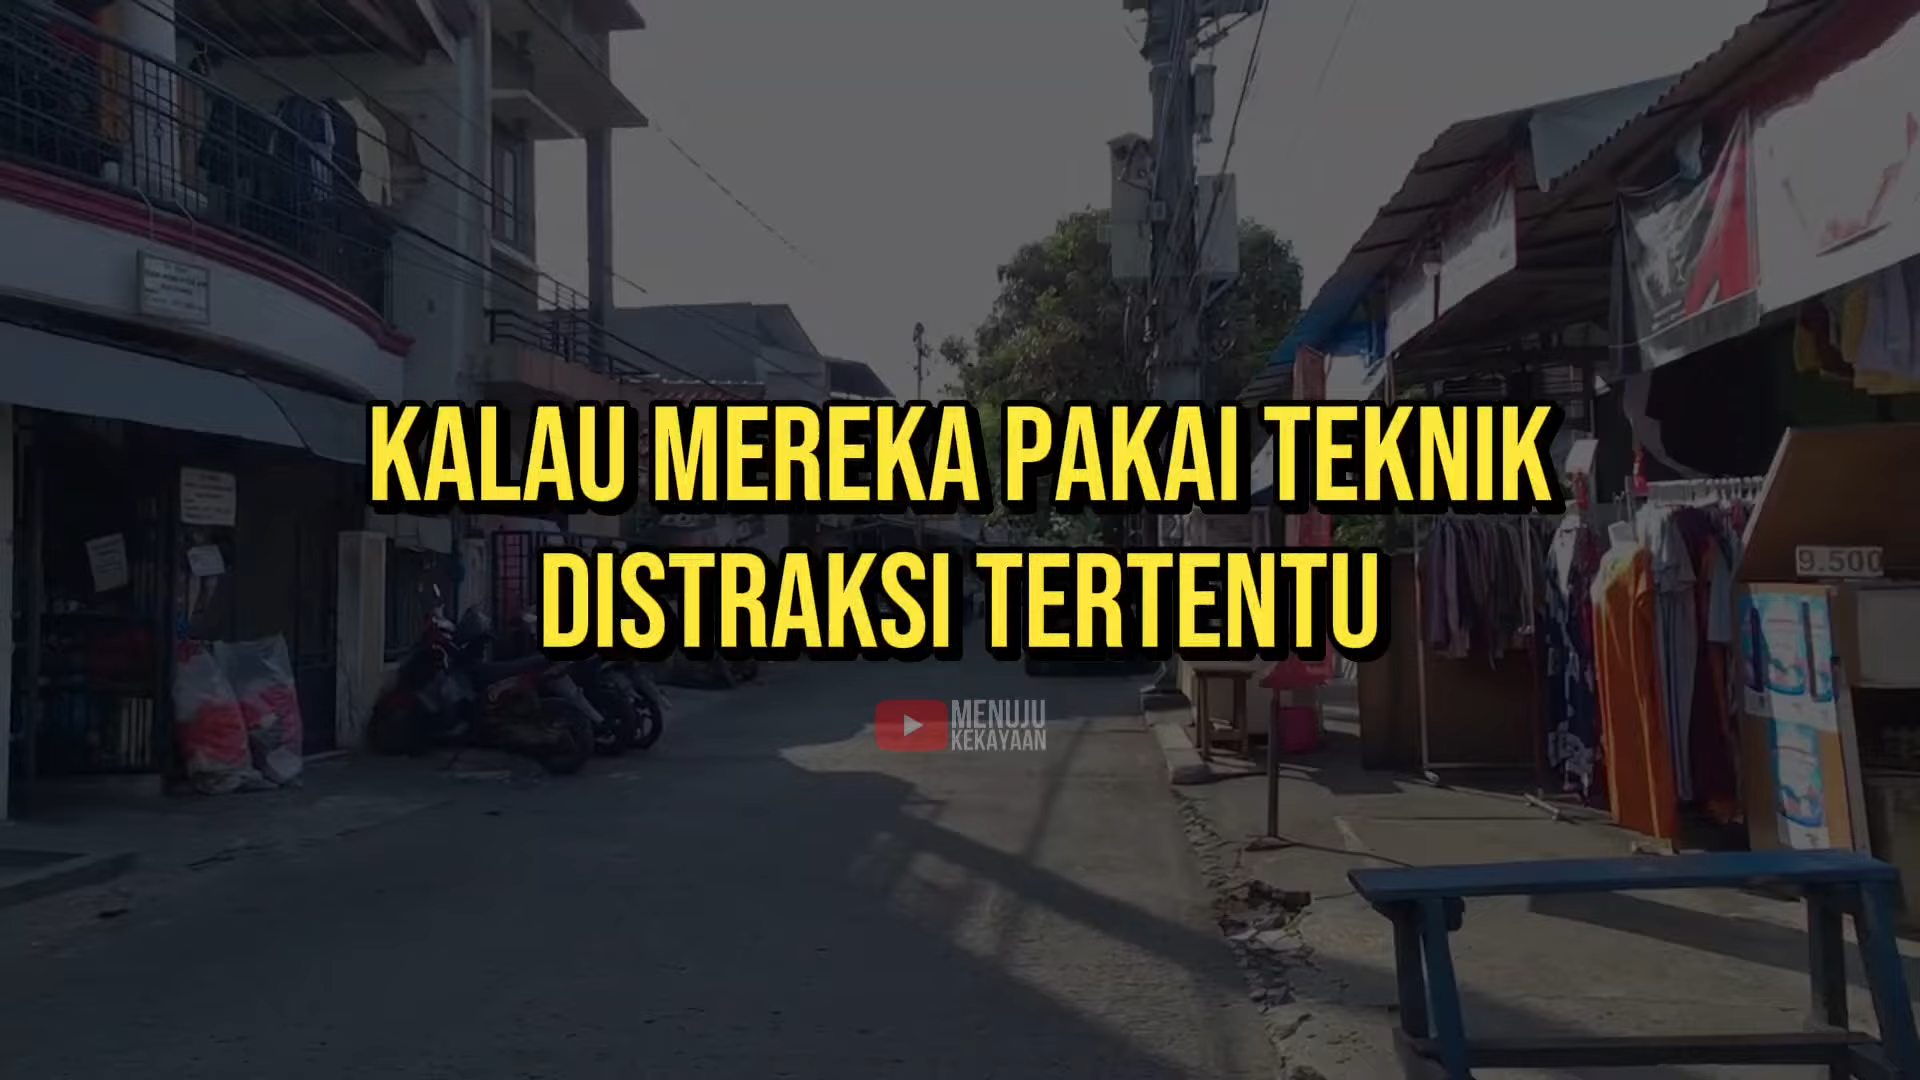 KALAU MEREKA PAKAI TEKNIK
DISTRAKSI TERTENTU
MENUJU
KEKAYAAN
9.500